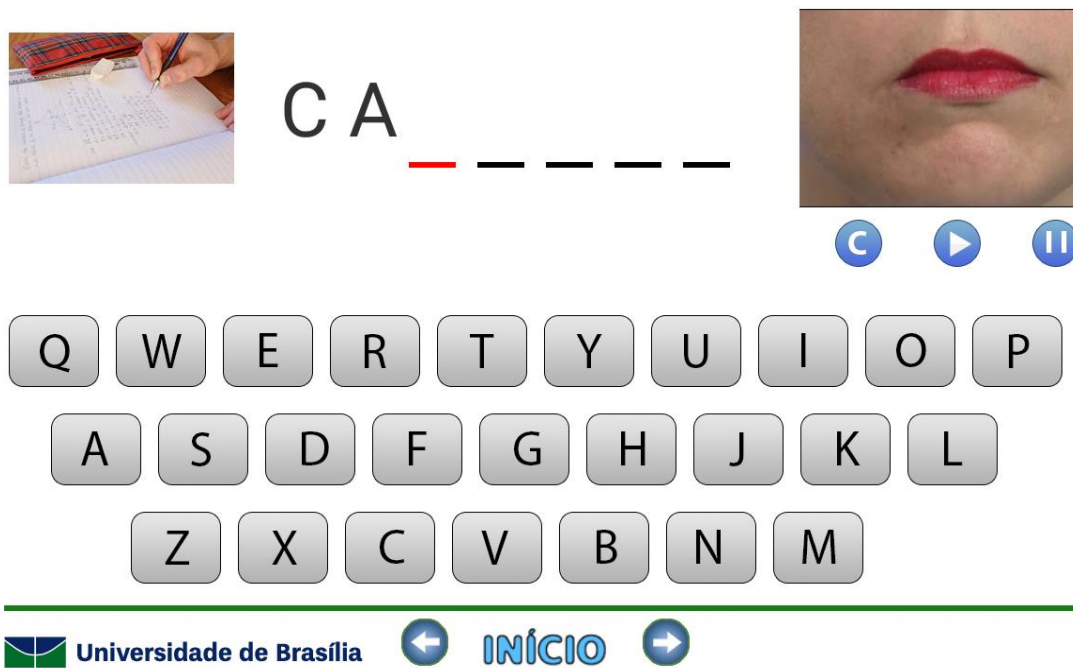 C A
C
Q W E R T Y U I O P
A S D F G H J K L
Z X C V B N M
Universidade de Brasília INÍCIO